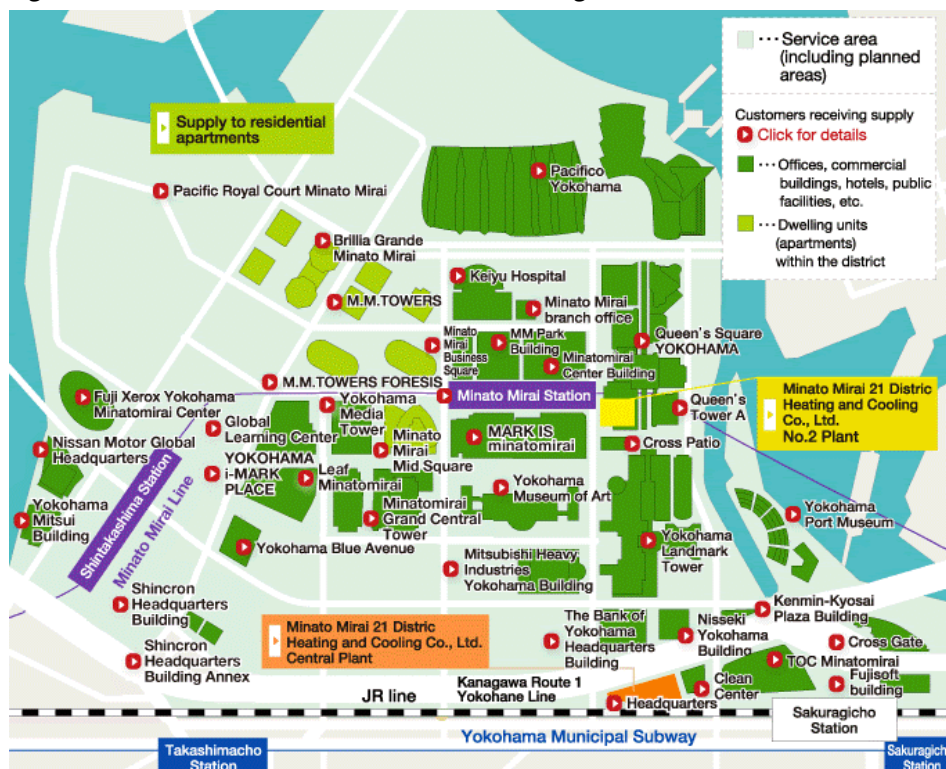 Service area
(including planned
areas)
Customers receiving supply
Click for details
Offices, commercial
buildings, hotels, public
facilities, etc.
Dwelling units
(apartments)
within the district
Supply to residential
apartments
Pacifico
Yokohama
Pacific Royal Court Minato Mirai
Brillia Grande
Minato Mirai
Keiyu Hospital
M.M.TOWERS
Minato Mirai
branch office
Minato
Mirai
Business
Square
MM Park
Building
Queen's Square
YOKOHAMA
Minatomirai
Center Building
M.M.TOWERS FORESIS
Minato Mirai Station
Minato Mirai 21 Distric
Heating and Cooling
Co., Ltd.
No.2 Plant
Fuji Xerox Yokohama
Minatomirai Center
Yokohama
Media
Tower
Queen's
Tower A
Global
Learning Center
Nissan Motor Global
Headquarters
Minato
Mirai
Mid Square
MARK IS
minatomirai
Cross Patio
YOKOHAMA
i-MARK
PLACE
Leaf
Minatomirai
Shintakashima Station
Minato Mirai Line
Yokohama
Museum of Art
Yokohama
Mitsui
Building
Minatomirai
Grand Central
Tower
Yokohama
Port Museum
Yokohama Blue Avenue
Yokohama
Landmark
Tower
Mitsubishi Heavy
Industries
Yokohama Building
Shincron
Headquarters
Building
Kenmin-Kyosai
Plaza Building
Minato Mirai 21 Distric
Heating and Cooling Co., Ltd.
Central Plant
The Bank of
Yokohama
Headquarters
Building
Nisseki
Yokohama
Building
Cross Gate
Shincron
Headquarters
Building Annex
TOC Minatomirai
Clean
Center
Fujisoft
building
JR line
Kanagawa Route 1
Yokohane Line
Headquarters
Sakuragicho
Station
Yokohama Municipal Subway
Takashimacho
Station
Sakuragicho
Station